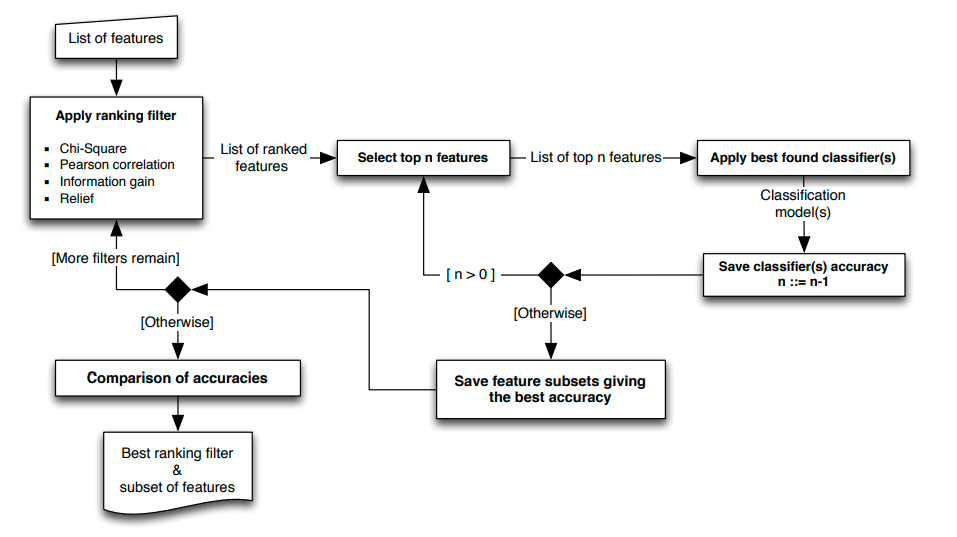 List of features
Apply ranking filter
▪ Chi-Square
▪ Pearson correlation
▪ Information gain
▪ Relief
List of ranked
features
Select top n features
List of top n features
Apply best found classifier(s)
Classification
model(s)
Save classifier(s) accuracy
n ::= n-1
[ n > 0 ]
[Otherwise]
Save feature subsets giving
the best accuracy
[More filters remain]
[Otherwise]
Comparison of accuracies
Best ranking filter
&
subset of features